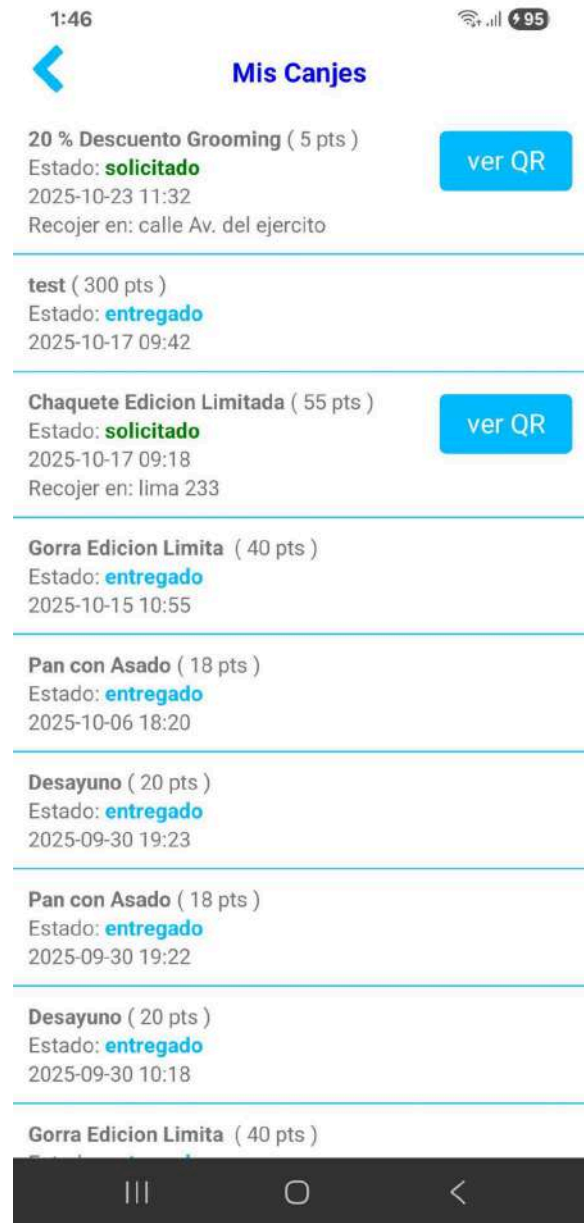 1:46
95
Mis Canjes
20 % Descuento Grooming ( 5 pts )
Estado: solicitado
2025-10-23 11:32
Recojer en: calle Av. del ejercito
ver QR
test ( 300 pts )
Estado: entregado
2025-10-17 09:42
Chaquete Edicion Limitada ( 55 pts )
Estado: solicitado
2025-10-17 09:18
Recojer en: lima 233
ver QR
Gorra Edicion Limita ( 40 pts )
Estado: entregado
2025-10-15 10:55
Pan con Asado ( 18 pts )
Estado: entregado
2025-10-06 18:20
Desayuno ( 20 pts )
Estado: entregado
2025-09-30 19:23
Pan con Asado ( 18 pts )
Estado: entregado
2025-09-30 19:22
Desayuno ( 20 pts )
Estado: entregado
2025-09-30 10:18
Gorra Edicion Limita ( 40 pts )